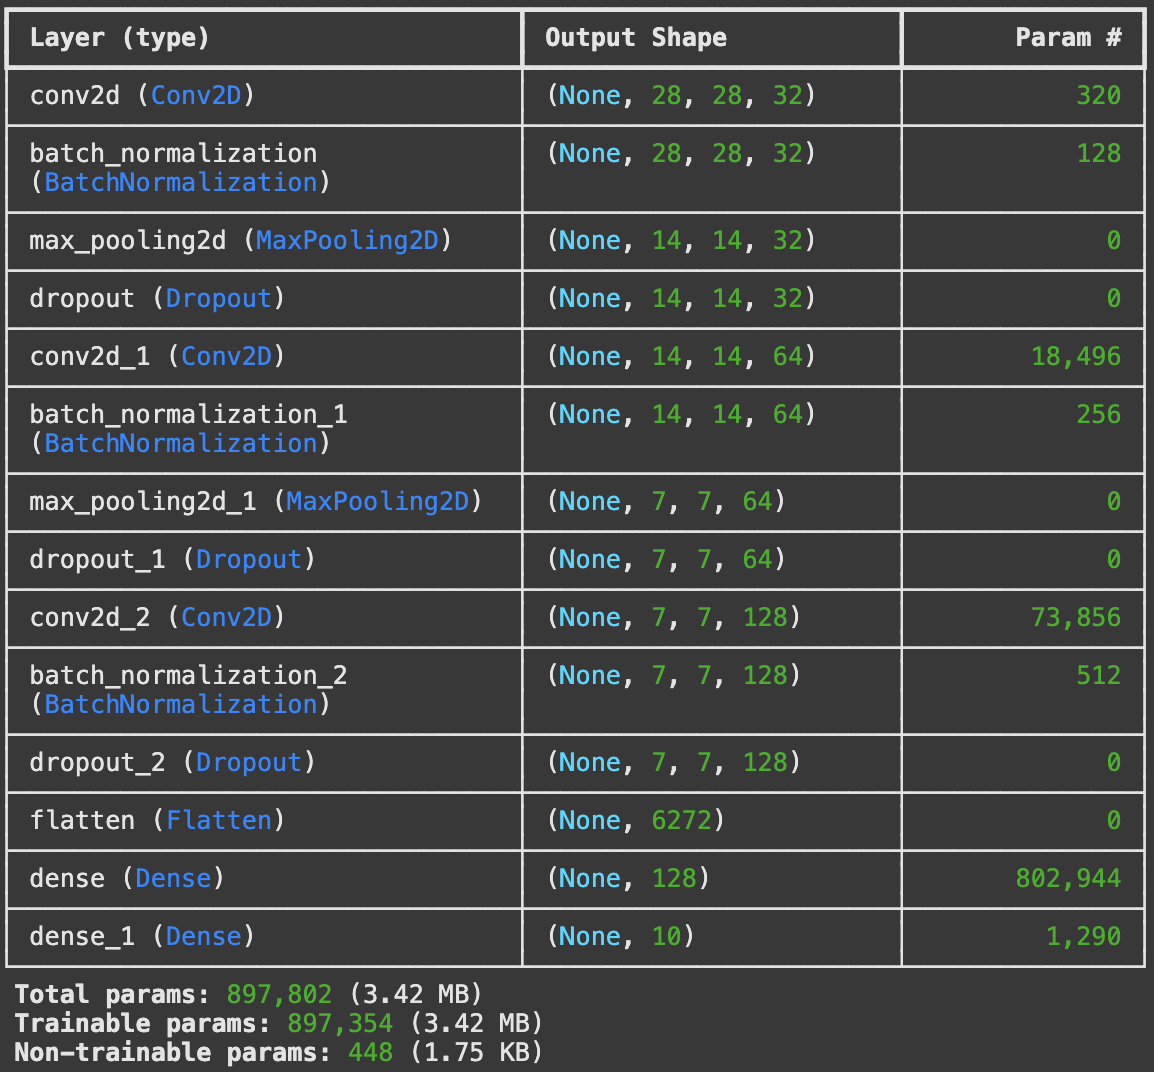 Layer (type) Output Shape Param #
conv2d (Conv2D) (None, 28, 28, 32) 320
batch_normalization (None, 28, 28, 32) 128
(BatchNormalization)
max_pooling2d (MaxPooling2D) (None, 14, 14, 32) 0
dropout (Dropout) (None, 14, 14, 32) 0
conv2d_1 (Conv2D) (None, 14, 14, 64) 18,496
batch_normalization_1 (None, 14, 14, 64) 256
(BatchNormalization)
max_pooling2d_1 (MaxPooling2D) (None, 7, 7, 64) 0
dropout_1 (Dropout) (None, 7, 7, 64) 0
conv2d_2 (Conv2D) (None, 7, 7, 128) 73,856
batch_normalization_2 (None, 7, 7, 128) 512
(BatchNormalization)
dropout_2 (Dropout) (None, 7, 7, 128) 0
flatten (Flatten) (None, 6272) 0
dense (Dense) (None, 128) 802,944
dense_1 (Dense) (None, 10) 1,290
Total params: 897,802 (3.42 MB)
Trainable params: 897,354 (3.42 MB)
Non-trainable params: 448 (1.75 KB)